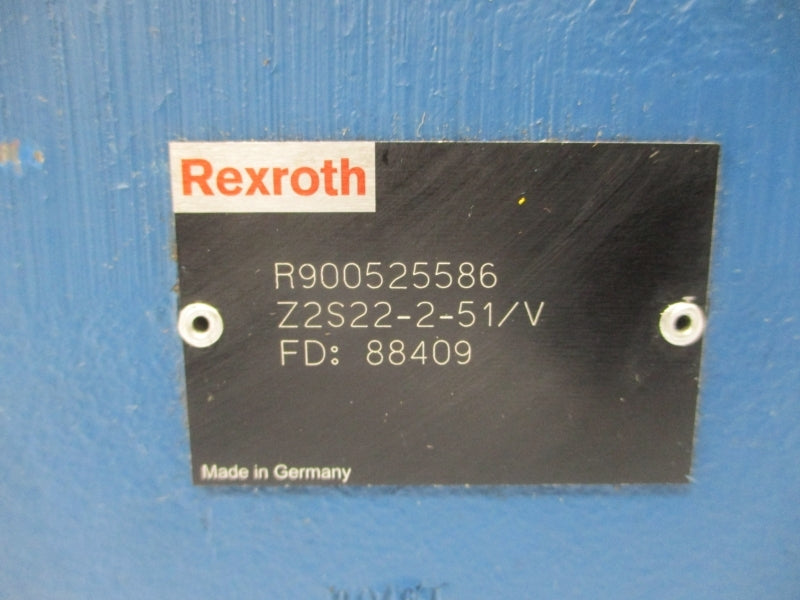 Rexroth
R900525586
Z2S22-2-51/V
FD: 88409
Made in Germany